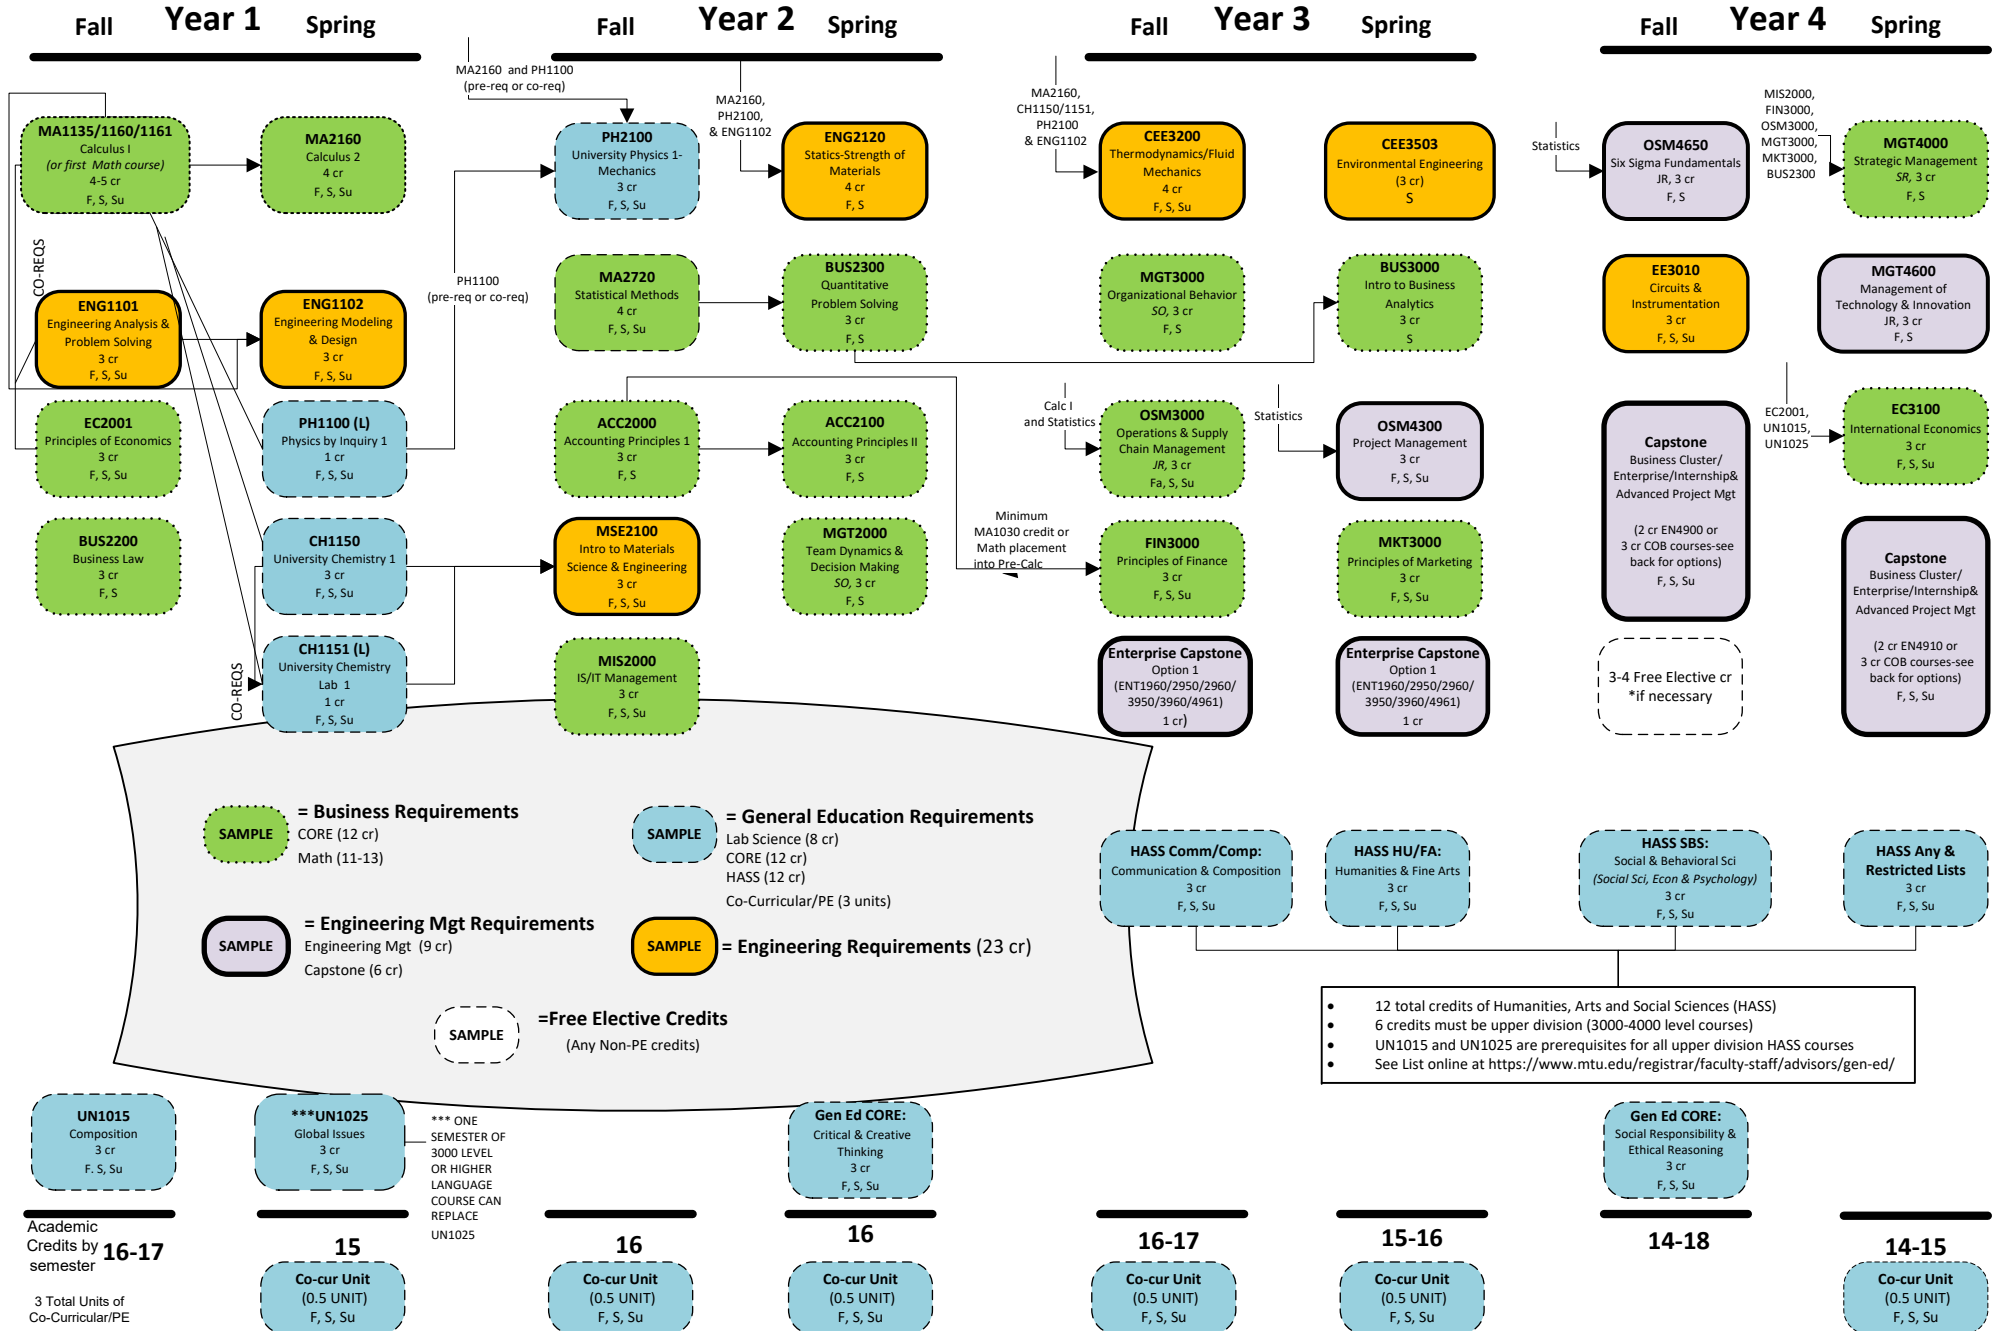 Fall
Year 1
Spring
Fall
Year 2
Spring
Fall
Year 3
Spring
Fall
Year 4
Spring
MA2160 and PH1100
(pre-req or co-req)
MA2160,
PH2100,
& ENG1102
MA2160,
CH1150/1151,
PH2100
& ENG1102
Statistics
MIS2000,
FIN3000,
OSM3000,
MGT3000,
MKT3000,
BUS2300
MA1135/1160/1161
Calculus I
(or first Math course)
4-5 cr
F, S, Su
MA2160
Calculus 2
4 cr
F, S, Su
PH2100
University Physics 1-
Mechanics
3 cr
F, S, Su
ENG2120
Statics-Strength of
Materials
4 cr
F, S
CEE3200
Thermodynamics/Fluid
Mechanics
4 cr
F, S, Su
CEE3503
Environmental Engineering
(3 cr)
S
OSM4650
Six Sigma Fundamentals
JR, 3 cr
F, S
MGT4000
Strategic Management
SR, 3 cr
F, S
CO-REQS
PH1100
(pre-req or co-req)
ENG1101
Engineering Analysis &
Problem Solving
3 cr
F, S, Su
ENG1102
Engineering Modeling
& Design
3 cr
F, S, Su
MA2720
Statistical Methods
4 cr
F, S, Su
BUS2300
Quantitative
Problem Solving
3 cr
F, S
MGT3000
Organizational Behavior
SO, 3 cr
F, S
BUS3000
Intro to Business
Analytics
3 cr
S
EE3010
Circuits &
Instrumentation
3 cr
F, S, Su
MGT4600
Management of
Technology & Innovation
JR, 3 cr
F, S
EC2001
Principles of Economics
3 cr
F, S, Su
PH1100 (L)
Physics by Inquiry 1
1 cr
F, S, Su
ACC2000
Accounting Principles 1
3 cr
F, S
ACC2100
Accounting Principles II
3 cr
F, S
Calc I
and Statistics
OSM3000
Operations & Supply
Chain Management
JR, 3 cr
Fa, S, Su
Statistics
OSM4300
Project Management
3 cr
F, S, Su
Capstone
Business Cluster/
Enterprise/Internship&
Advanced Project Mgt
(2 cr EN4900 or
3 cr COB courses-see
back for options)
F, S, Su
EC2001,
UN1015,
UN1025
EC3100
International Economics
3 cr
F, S, Su
BUS2200
Business Law
3 cr
F, S
CH1150
University Chemistry 1
3 cr
F, S, Su
MSE2100
Intro to Materials
Science & Engineering
3 cr
F, S, Su
MGT2000
Team Dynamics &
Decision Making
SO, 3 cr
F, S
Minimum
MA1030 credit or
Math placement
into Pre-Calc
FIN3000
Principles of Finance
3 cr
F, S, Su
MKT3000
Principles of Marketing
3 cr
F, S, Su
Capstone
Business Cluster/
Enterprise/Internship&
Advanced Project Mgt
(2 cr EN4910 or
3 cr COB courses-see
back for options)
F, S, Su
CO-REQS
CH1151 (L)
University Chemistry
Lab 1
1 cr
F, S, Su
MIS2000
IS/IT Management
3 cr
F, S, Su
Enterprise Capstone
Option 1
(ENT1960/2950/2960/
3950/3960/4961)
1 cr)
Enterprise Capstone
Option 1
(ENT1960/2950/2960/
3950/3960/4961)
1 cr
3-4 Free Elective cr
*if necessary
SAMPLE
= Business Requirements
CORE (12 cr)
Math (11-13)
SAMPLE
= General Education Requirements
Lab Science (8 cr)
CORE (12 cr)
HASS (12 cr)
Co-Curricular/PE (3 units)
SAMPLE
= Engineering Mgt Requirements
Engineering Mgt (9 cr)
Capstone (6 cr)
SAMPLE
= Engineering Requirements (23 cr)
SAMPLE
=Free Elective Credits
(Any Non-PE credits)
HASS Comm/Comp:
Communication & Composition
3 cr
F, S, Su
HASS HU/FA:
Humanities & Fine Arts
3 cr
F, S, Su
HASS SBS:
Social & Behavioral Sci
(Social Sci, Econ & Psychology)
3 cr
F, S, Su
HASS Any &
Restricted Lists
3 cr
F, S, Su
• 12 total credits of Humanities, Arts and Social Sciences (HASS)
• 6 credits must be upper division (3000-4000 level courses)
• UN1015 and UN1025 are prerequisites for all upper division HASS courses
• See List online at https://www.mtu.edu/registrar/faculty-staff/advisors/gen-ed/
UN1015
Composition
3 cr
F. S, Su
***UN1025
Global Issues
3 cr
F, S, Su
*** ONE
SEMESTER OF
3000 LEVEL
OR HIGHER
LANGUAGE
COURSE CAN
REPLACE
UN1025
Gen Ed CORE:
Critical & Creative
Thinking
3 cr
F, S, Su
Gen Ed CORE:
Social Responsibility &
Ethical Reasoning
3 cr
F, S, Su
Academic
Credits by
semester
16-17
15
16
16
16-17
15-16
14-18
14-15
3 Total Units of
Co-Curricular/PE
Co-cur Unit
(0.5 UNIT)
F, S, Su
Co-cur Unit
(0.5 UNIT)
F, S, Su
Co-cur Unit
(0.5 UNIT)
F, S, Su
Co-cur Unit
(0.5 UNIT)
F, S, Su
Co-cur Unit
(0.5 UNIT)
F, S, Su
Co-cur Unit
(0.5 UNIT)
F, S, Su